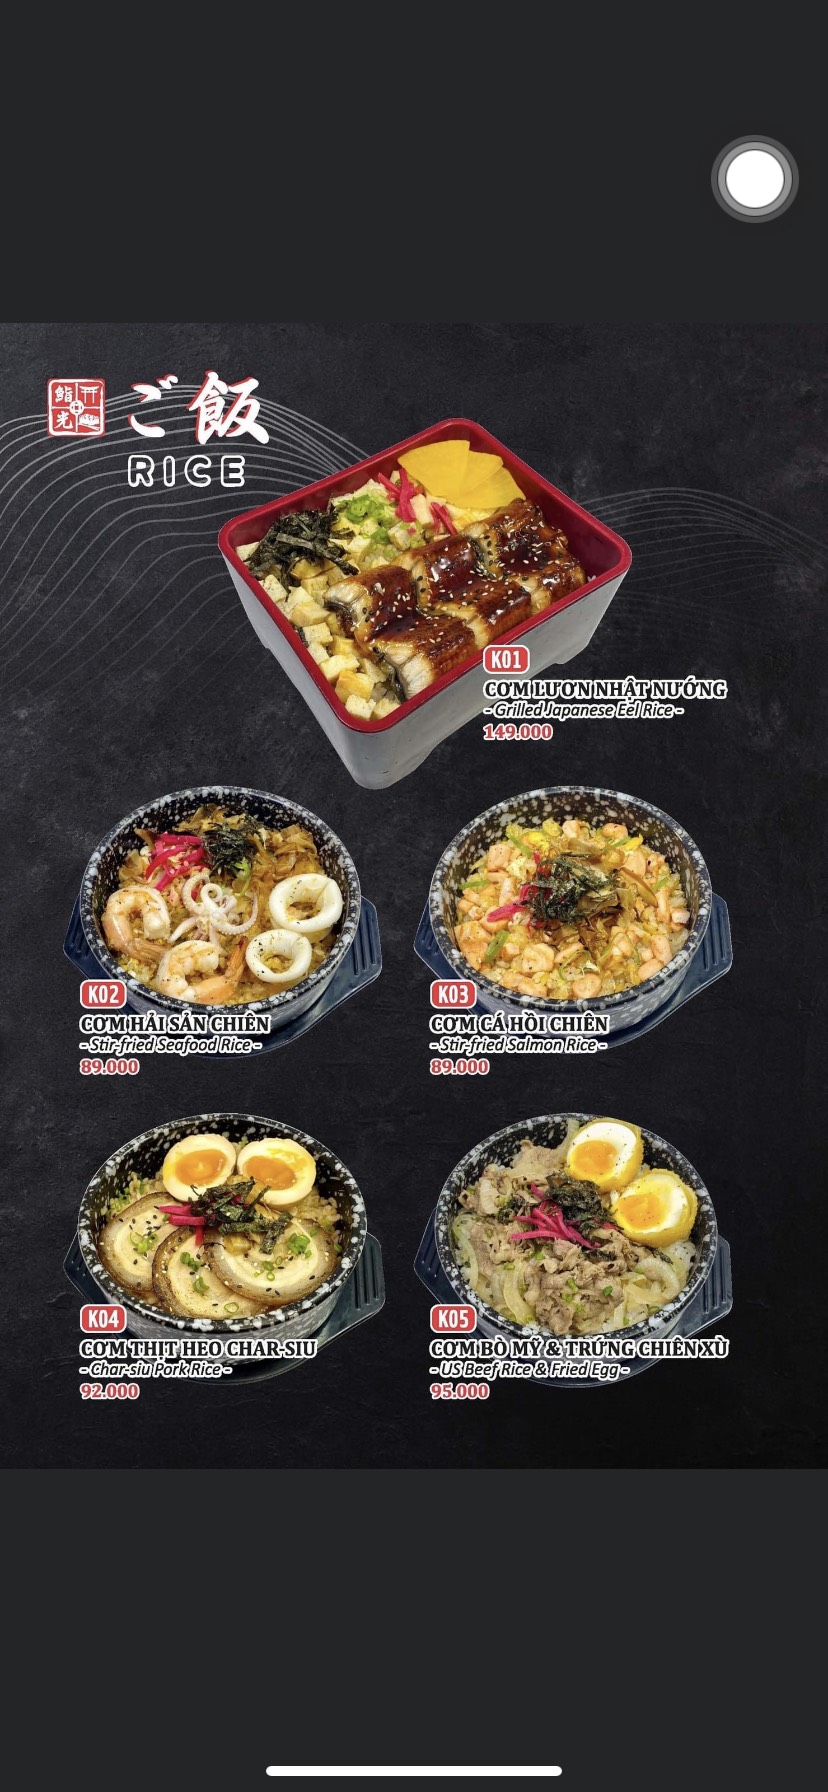 鮨
光
ご飯
RICE
K01
CƠM LƯƠN NHẬT NƯỚNG
- Grilled Japanese Eel Rice -
149.000
K02
CƠM HẢI SẢN CHIÊN
- Stir-fried Seafood Rice -
89.000
K03
CƠM CÁ HỒI CHIÊN
- Stir-fried Salmon Rice -
89.000
K04
CƠM THỊT HEO CHAR-SIU
- Char-siu Pork Rice -
92.000
K05
CƠM BÒ MỸ & TRỨNG CHIÊN XÙ
- US Beef Rice & Fried Egg -
95.000